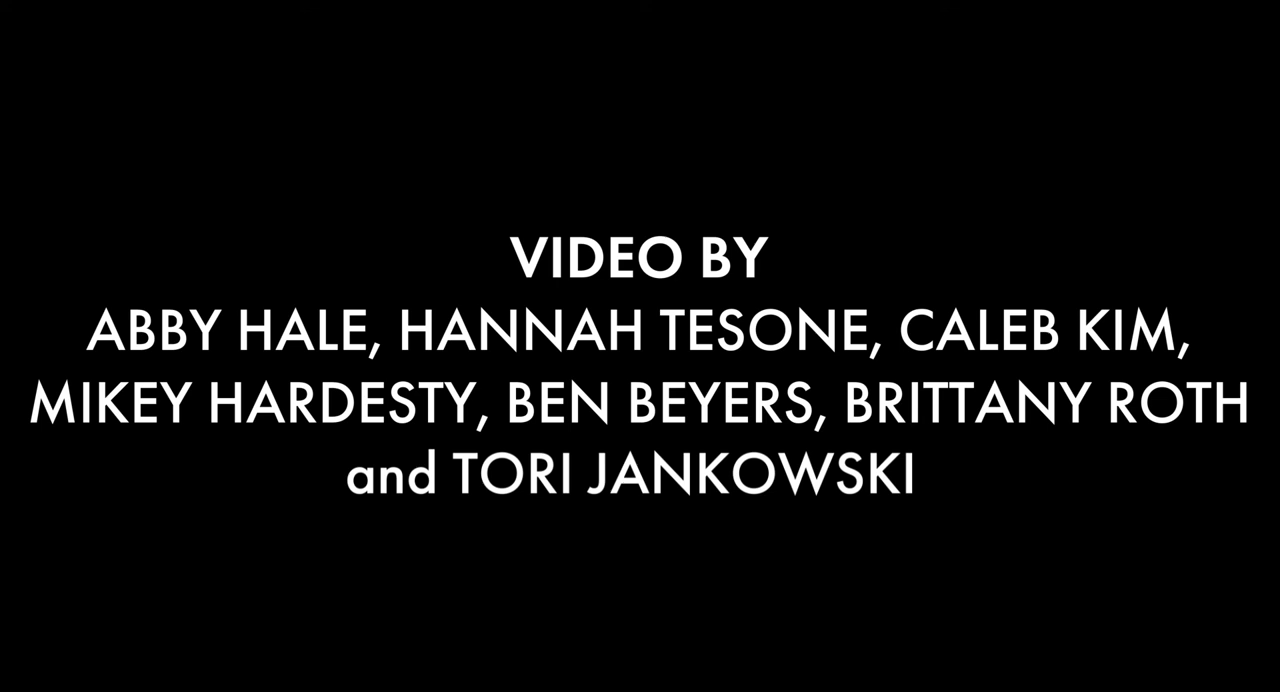 VIDEO BY
ABBY HALE, HANNAH TESONE, CALEB KIM,
MIKEY HARDESTY, BEN BEYERS, BRITTANY ROTH
and TORI JANKOWSKI